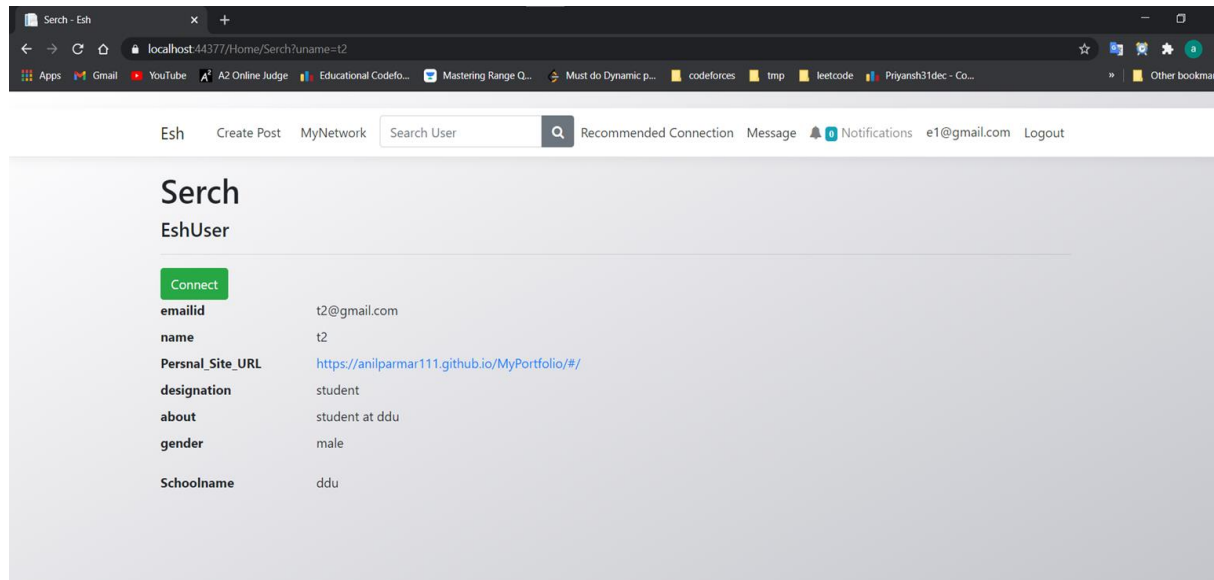 Serch - Esh
localhost:44377/Home/Serch?uname=t2
Apps Gmail YouTube A2 Online Judge Educational Codefo... Mastering Range Q... Must do Dynamic p... codeforces tmp leetcode Priyansh31dec - Co... » Other bookma
Esh Create Post MyNetwork Search User Recommended Connection Message 0 Notifications e1@gmail.com Logout
Serch
EshUser
Connect
emailid t2@gmail.com
name t2
Persnal_Site_URL https://anilparmar111.github.io/MyPortfolio/#/
designation student
about student at ddu
gender male
Schoolname ddu